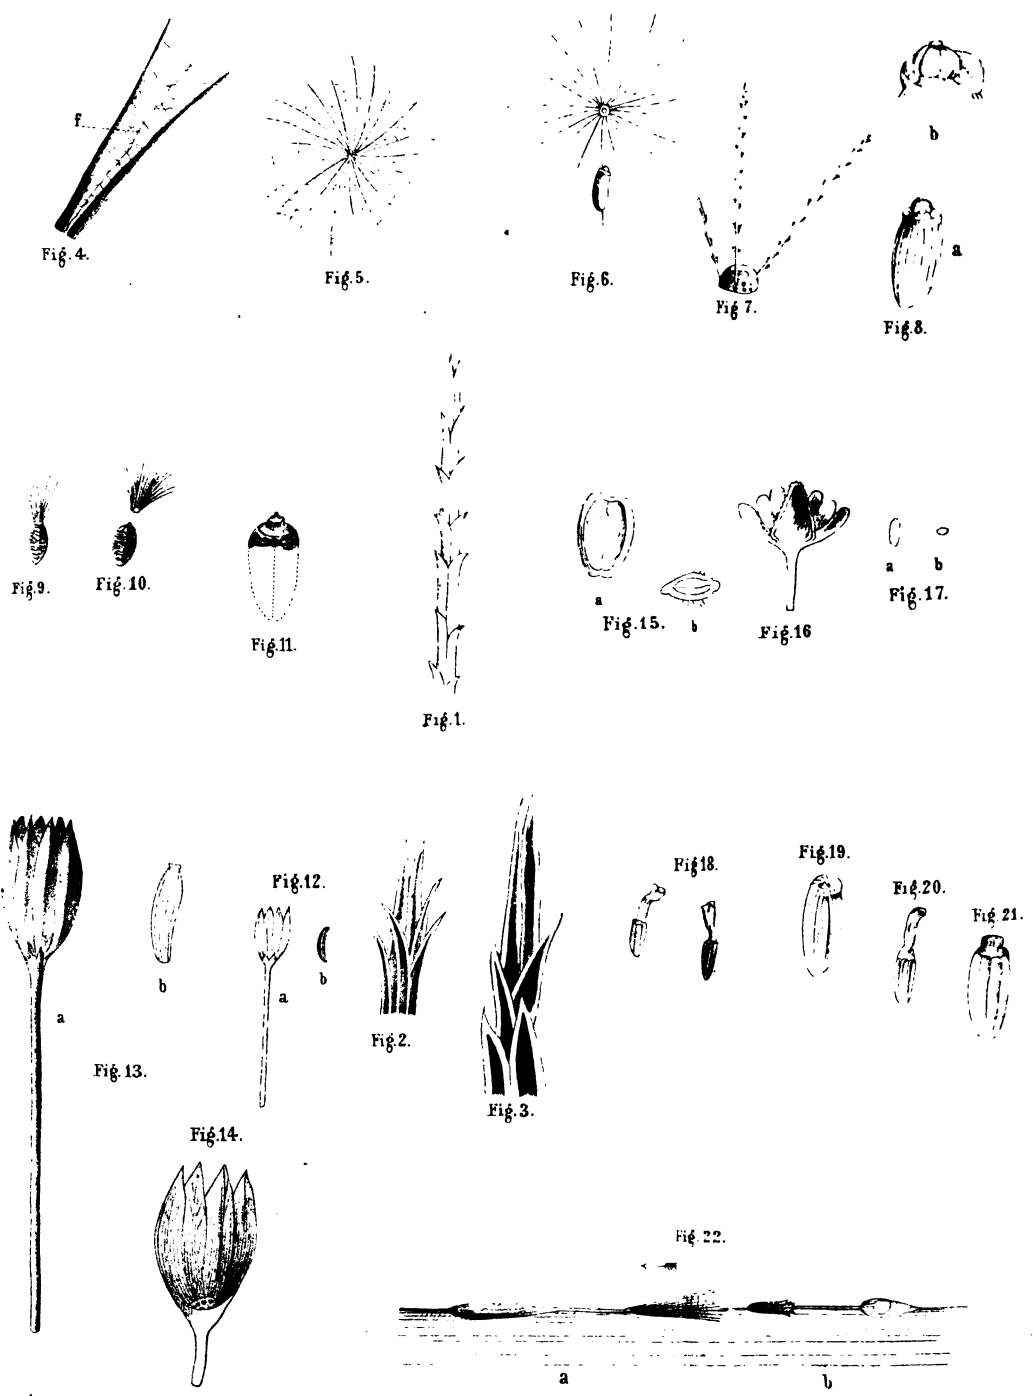 f
b
Fig.4.
Fig.5.
Fig.6.
Fig 7.
a
Fig.8.
Fig.9.
Fig.10.
Fig.11.
a
Fig.15.
b
Fig.16
a
b
Fig.17.
Fig.1.
Fig.12.
Fig.18.
Fig.19.
Fig.20.
Fig.21.
b
a
b
a
Fig.13.
Fig.2.
Fig.3.
Fig.14.
Fig.22.
a
b